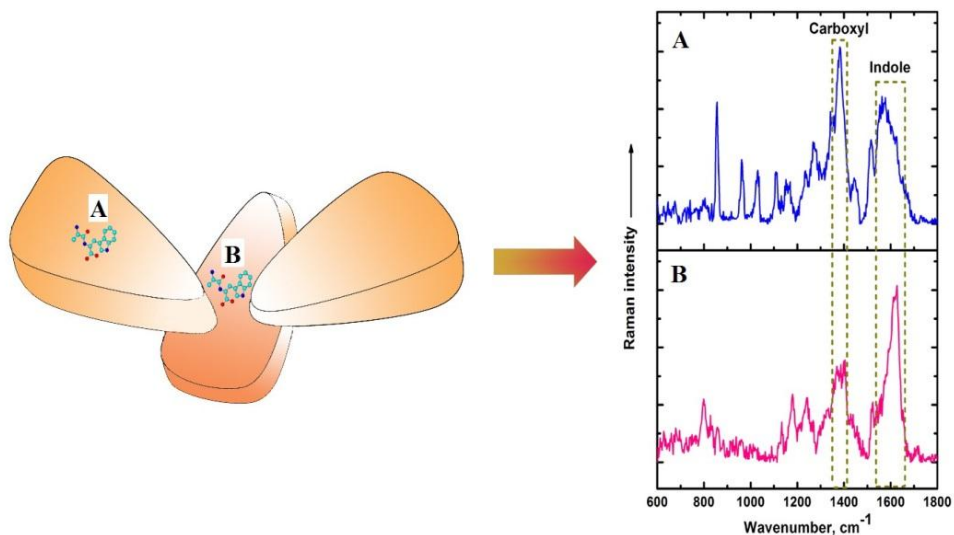 A
B
A
Carboxyl
Indole
B
Raman intensity
600 800 1000 1200 1400 1600 1800
Wavenumber, cm⁻¹